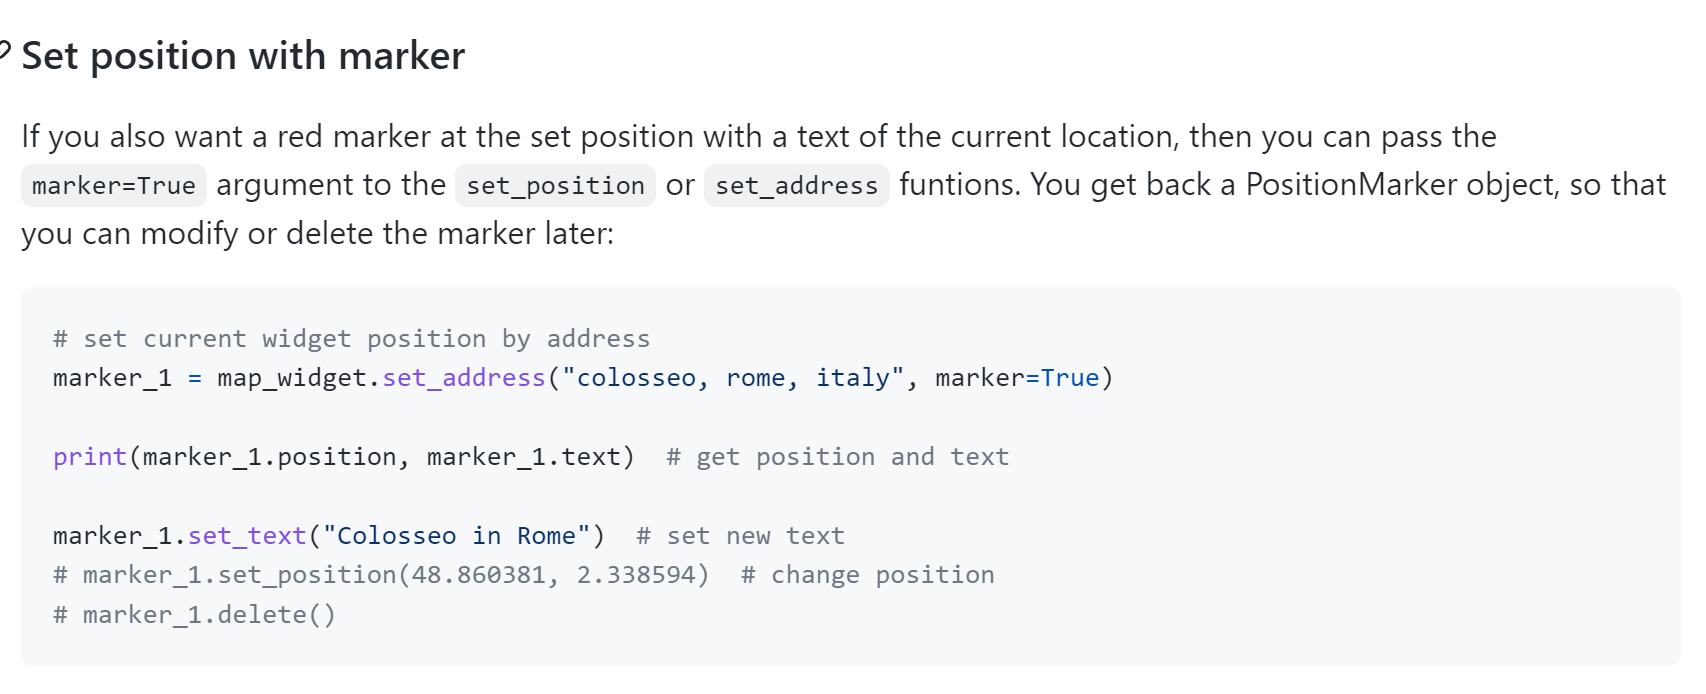 Set position with marker
If you also want a red marker at the set position with a text of the current location, then you can pass the
marker=True argument to the set_position or set_address funtions. You get back a PositionMarker object, so that
you can modify or delete the marker later:
# set current widget position by address
marker_1 = map_widget.set_address("colosseo, rome, italy", marker=True)
print(marker_1.position, marker_1.text)  # get position and text
marker_1.set_text("Colosseo in Rome")  # set new text
# marker_1.set_position(48.860381, 2.338594)  # change position
# marker_1.delete()